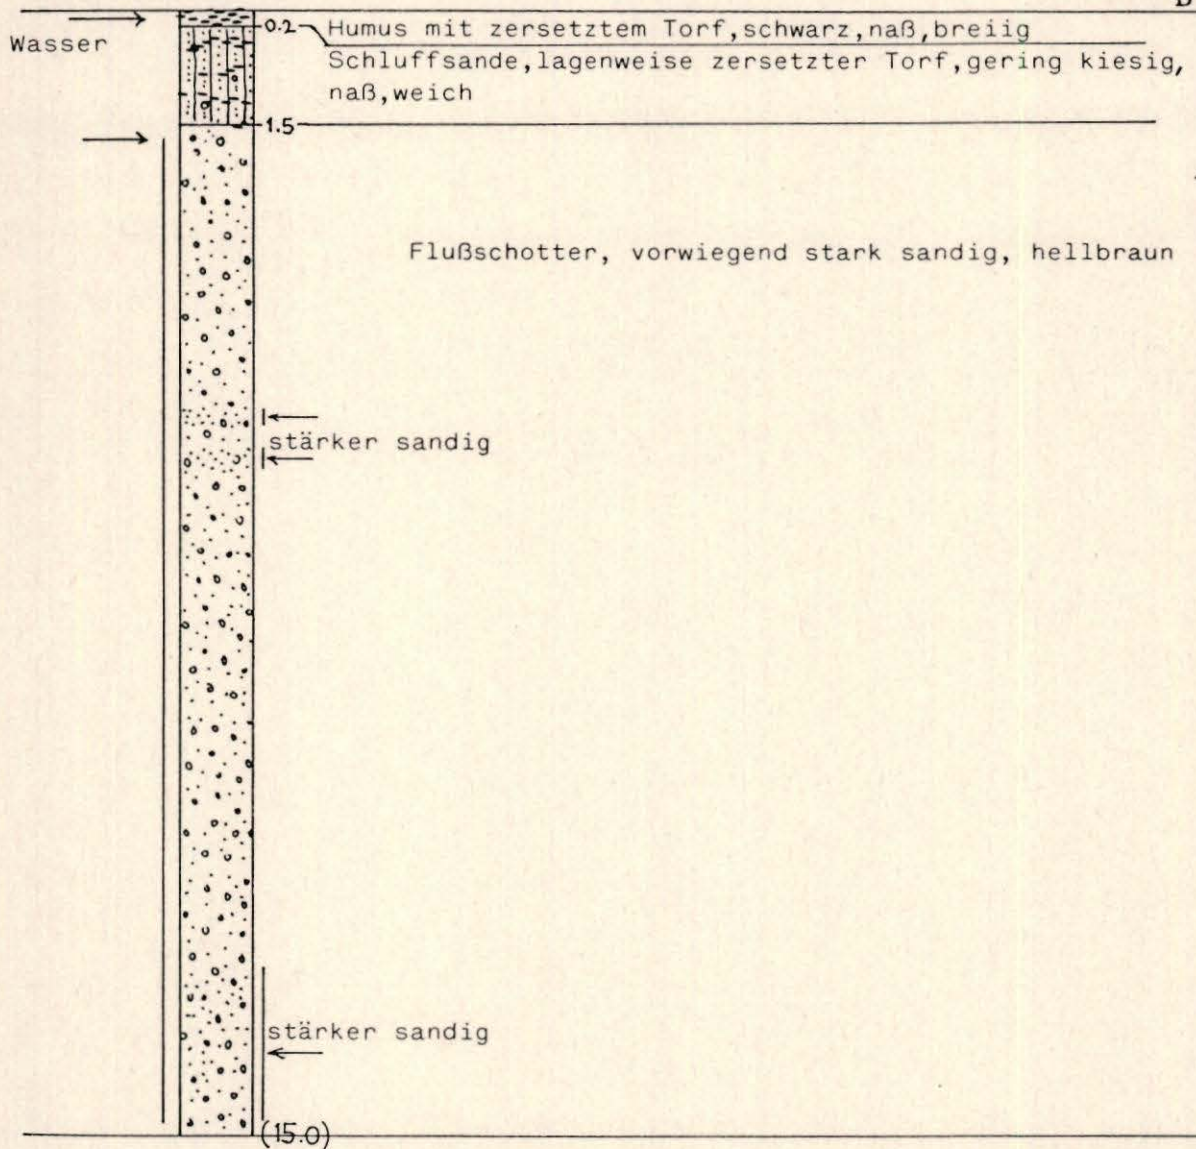 B
0.2 Humus mit zersetztem Torf,schwarz,naß,breiig
Wasser
Schluffsande,lagenweise zersetzter Torf,gering kiesig,
naß,weich
1.5
Flußschotter, vorwiegend stark sandig, hellbraun
stärker sandig
stärker sandig
(15.0)